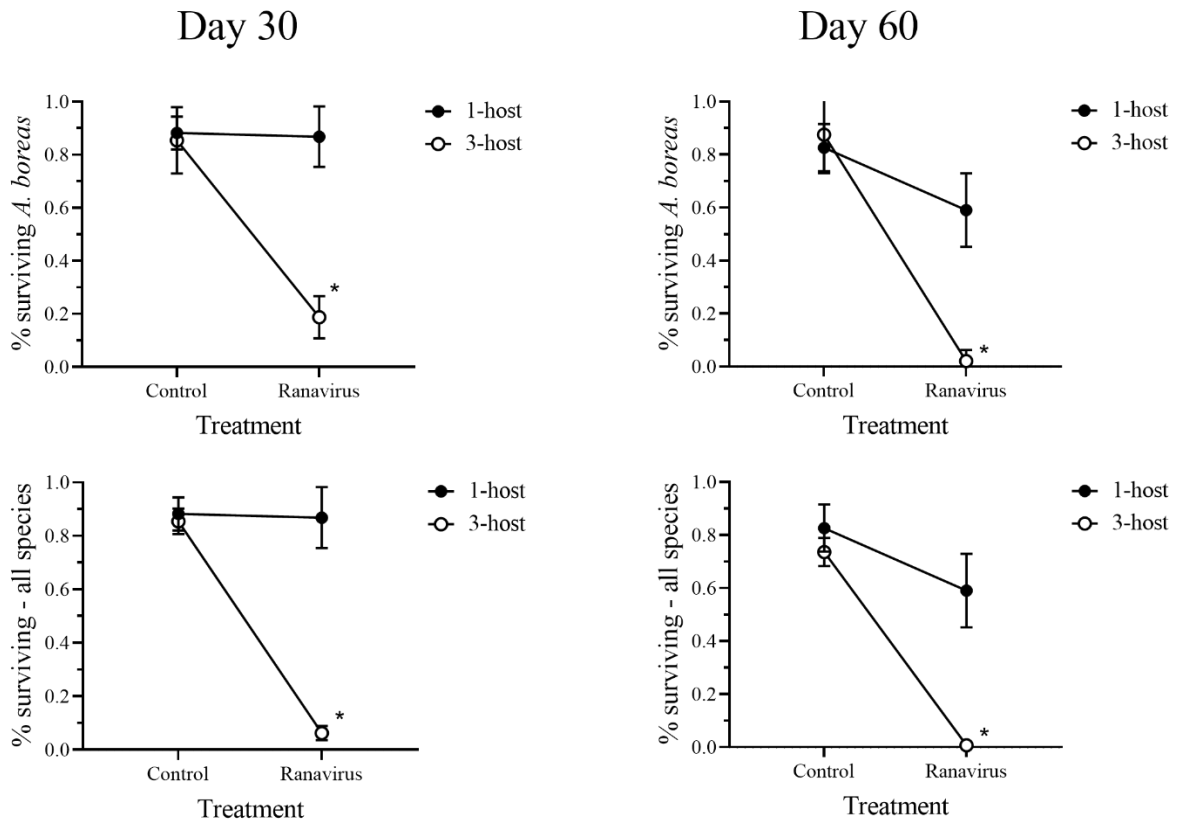 Day 30
Day 60
% surviving A. boreas
1.0
0.8
0.6
0.4
0.2
0.0
*
Control
Ranavirus
Treatment
1-host
3-host
% surviving A. boreas
1.0
0.8
0.6
0.4
0.2
0.0
*
Control
Ranavirus
Treatment
1-host
3-host
% surviving - all species
1.0
0.8
0.6
0.4
0.2
0.0
*
Control
Ranavirus
Treatment
1-host
3-host
% surviving - all species
1.0
0.8
0.6
0.4
0.2
0.0
*
Control
Ranavirus
Treatment
1-host
3-host